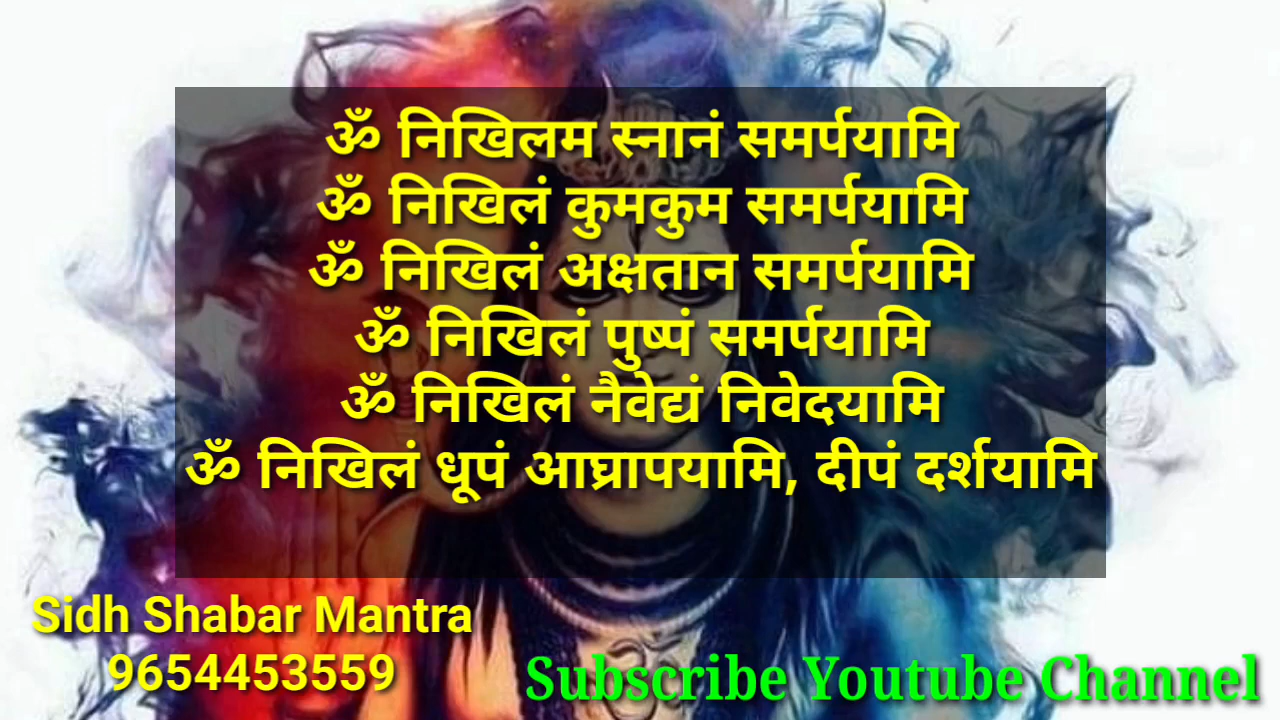 ॐ निखिलम स्नानं समर्पयामि
ॐ निखिलं कुमकुम समर्पयामि
ॐ निखिलं अक्षतान समर्पयामि
ॐ निखिलं पुष्पं समर्पयामि
ॐ निखिलं नैवेद्यं निवेदयामि
ॐ निखिलं धूपं आघ्रापयामि, दीपं दर्शयामि
Sidh Shabar Mantra
9654453559
Subscribe Youtube Channel